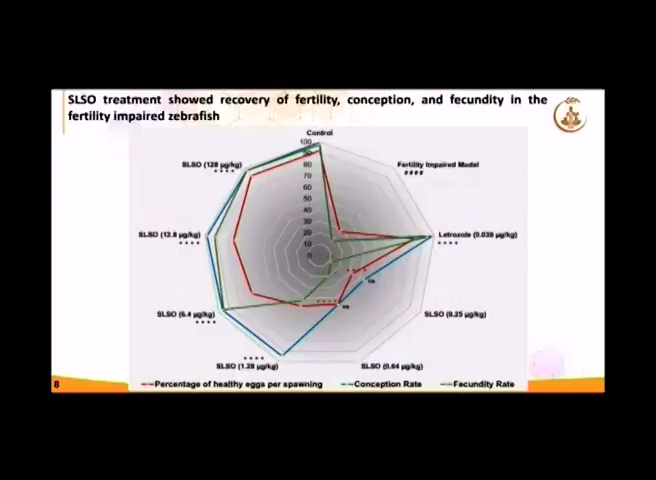 SLSO treatment showed recovery of fertility, conception, and fecundity in the
fertility impaired zebrafish
Control
100
90
80
70
60
50
40
30
20
10
0
Fertility Impaired Model
####
Letrozole (0.036 µg/kg)
****
SLSO (0.25 µg/kg)
ns
SLSO (0.64 µg/kg)
ns
****
SLSO (1.28 µg/kg)
****
SLSO (6.4 µg/kg)
****
SLSO (12.8 µg/kg)
****
SLSO (128 µg/kg)
****
Percentage of healthy eggs per spawning
Conception Rate
Fecundity Rate
8